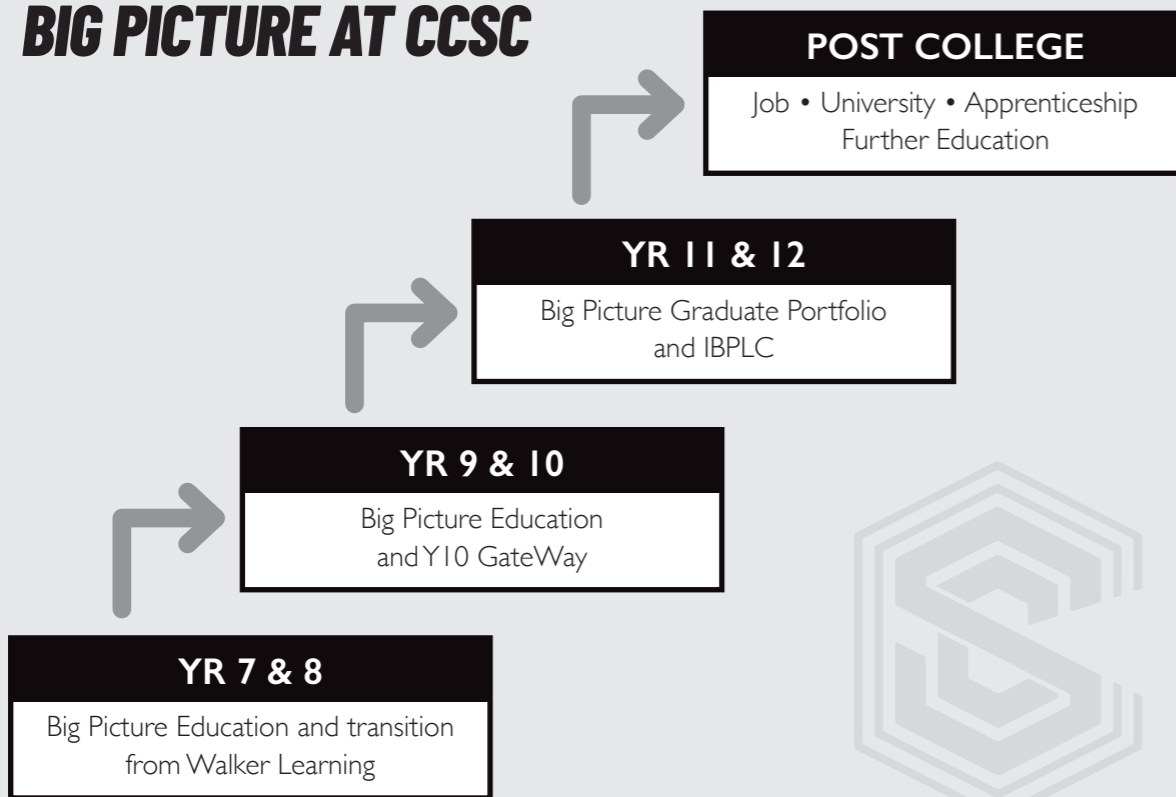 BIG PICTURE AT CCSC
POST COLLEGE
Job • University • Apprenticeship
Further Education
YR 11 & 12
Big Picture Graduate Portfolio
and IBPLC
YR 9 & 10
Big Picture Education
and Y10 GateWay
YR 7 & 8
Big Picture Education and transition
from Walker Learning